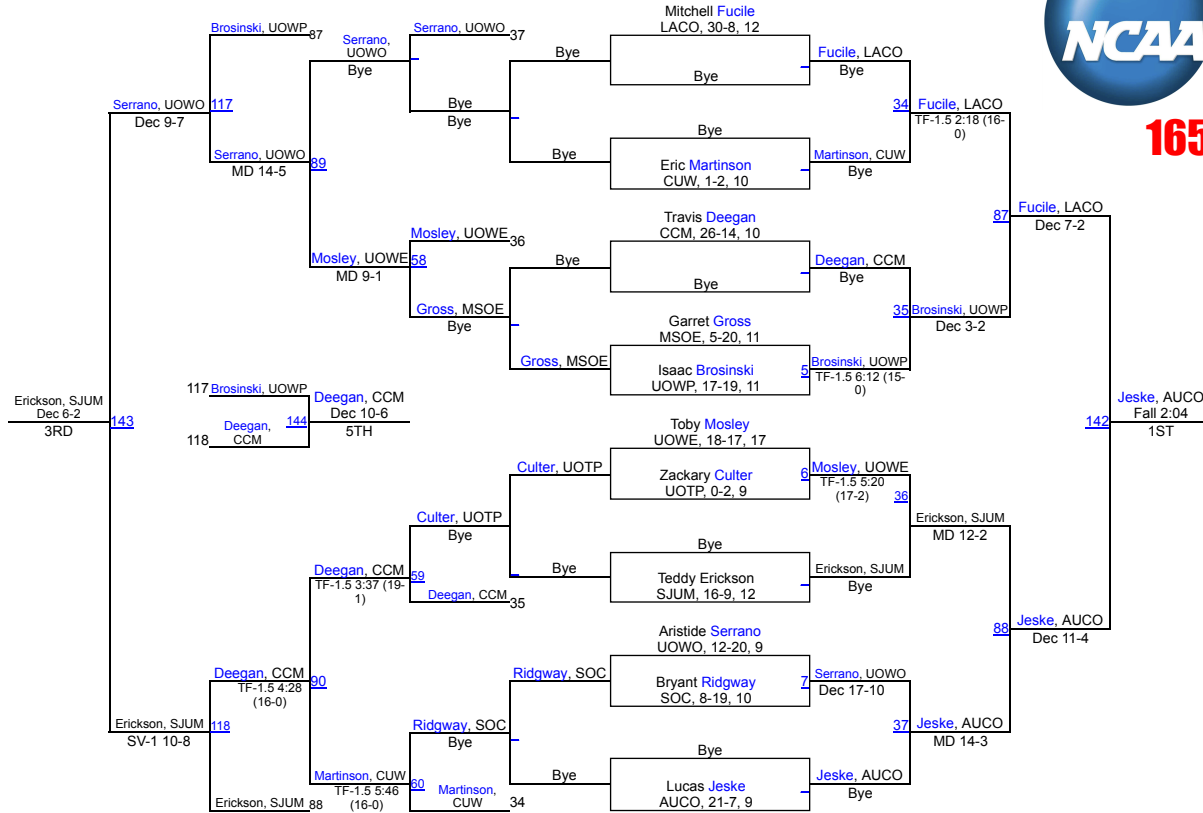 Mitchell Fucile
LACO, 30-8, 12
Bye
Fucile, LACO
Bye
Bye
Eric Martinson
CUW, 1-2, 10
Martinson, CUW
Bye
34 Fucile, LACO
TF-1.5 2:18 (16-
0)
Travis Deegan
CCM, 26-14, 10
Bye
Deegan, CCM
Bye
Garret Gross
MSOE, 5-20, 11
Isaac Brosinski
UOWP, 17-19, 11
5 Brosinski, UOWP
TF-1.5 6:12 (15-
0)
35 Brosinski, UOWP
Dec 3-2
87 Fucile, LACO
Dec 7-2
Toby Mosley
UOWE, 18-17, 17
Zackary Culter
UOTP, 0-2, 9
6 Mosley, UOWE
TF-1.5 5:20
(17-2)
Bye
Teddy Erickson
SJUM, 16-9, 12
Erickson, SJUM
Bye
36
Erickson, SJUM
MD 12-2
Aristide Serrano
UOWO, 12-20, 9
Bryant Ridgway
SOC, 8-19, 10
7 Serrano, UOWO
Dec 17-10
Bye
Lucas Jeske
AUCO, 21-7, 9
Jeske, AUCO
Bye
37 Jeske, AUCO
MD 14-3
88 Jeske, AUCO
Dec 11-4
142
Jeske, AUCO
Fall 2:04
1ST
NCAA
165
Bye
Bye
Bye
Bye
Bye
Gross, MSOE
Gross, MSOE
Bye
Serrano, UOWO 37
Serrano,
UOWO
Bye
Mosley, UOWE 36
Mosley, UOWE 58
MD 9-1
Brosinski, UOWP 87
Serrano, UOWO 89
MD 14-5
Serrano, UOWO 117
Dec 9-7
Culter, UOTP
Bye
Culter, UOTP
Bye
Deegan, CCM 35
Deegan, CCM 59
TF-1.5 3:37 (19-
1)
Ridgway, SOC
Bye
Ridgway, SOC
Bye
Martinson,
CUW 34
Martinson, CUW 60
TF-1.5 5:46
(16-0)
Deegan, CCM 90
TF-1.5 4:28
(16-0)
Erickson, SJUM 88
Erickson, SJUM 118
SV-1 10-8
Erickson, SJUM
Dec 6-2
3RD
143
117 Brosinski, UOWP
118 Deegan,
CCM
144
Deegan, CCM
Dec 10-6
5TH